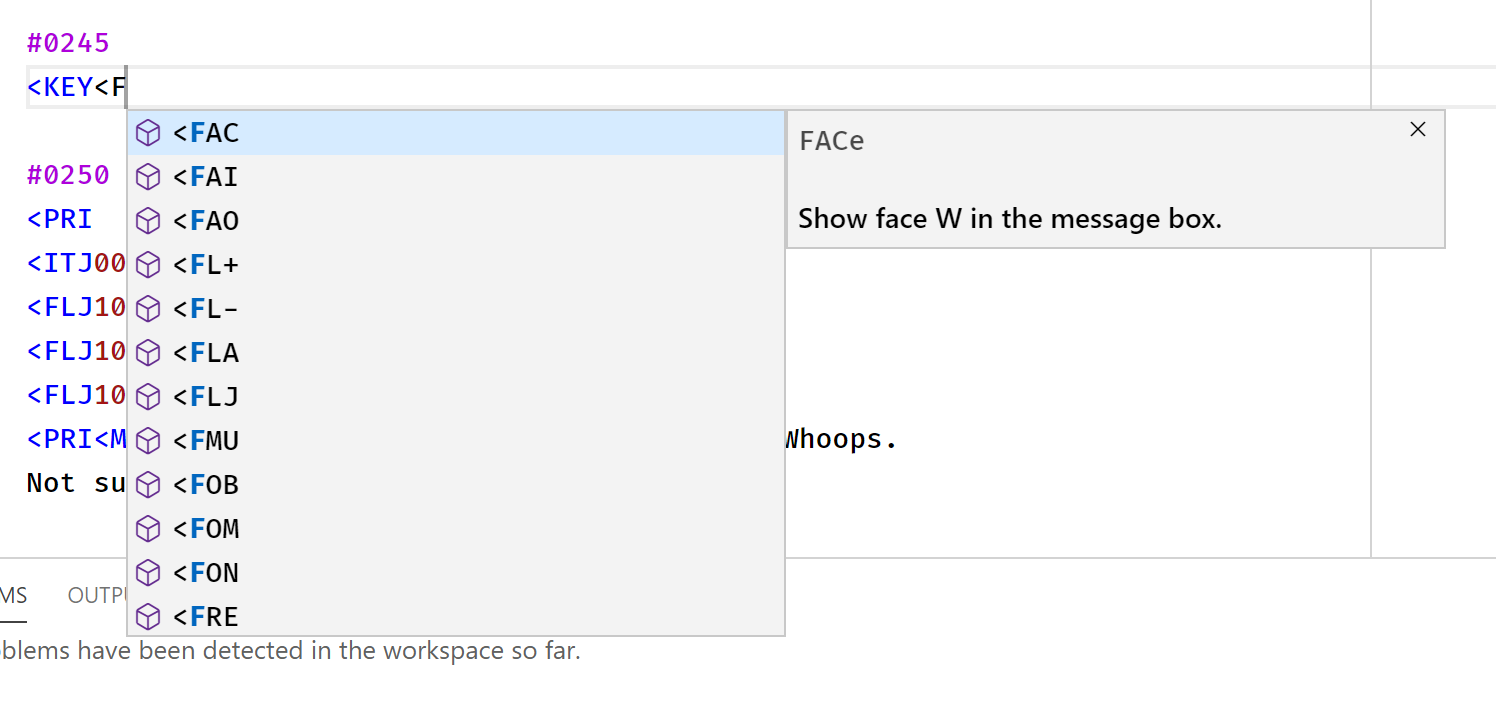 #0245
<KEY<F
<FAC
FACe
<FAI
#0250
<PRI
<FAO
Show face W in the message box.
<ITJ00
<FL+
<FLJ10
<FL-
<FLJ10
<FLA
<FLJ10
<FLJ
<PRI<M
<FMU
Whoops.
Not su
<FOB
<FOM
<FON
MS OUTPU
<FRE
blems have been detected in the workspace so far.